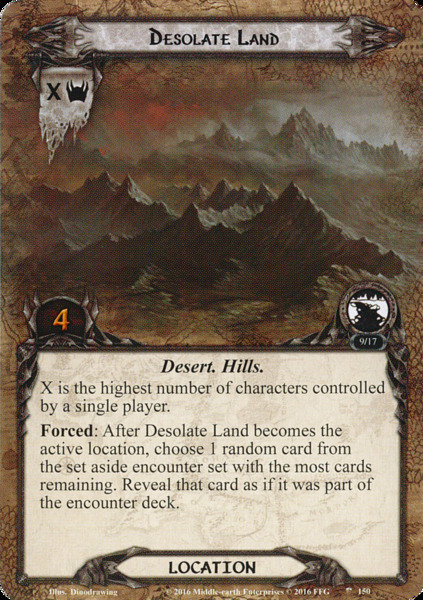 Desolate Land
X
4
9/17
Desert. Hills.
X is the highest number of characters controlled
by a single player.
Forced: After Desolate Land becomes the
active location, choose 1 random card from
the set aside encounter set with the most cards
remaining. Reveal that card as if it was part of
the encounter deck.
LOCATION
Illus. Dinodrawing © 2016 Middle-earth Enterprises © 2016 FFG 150